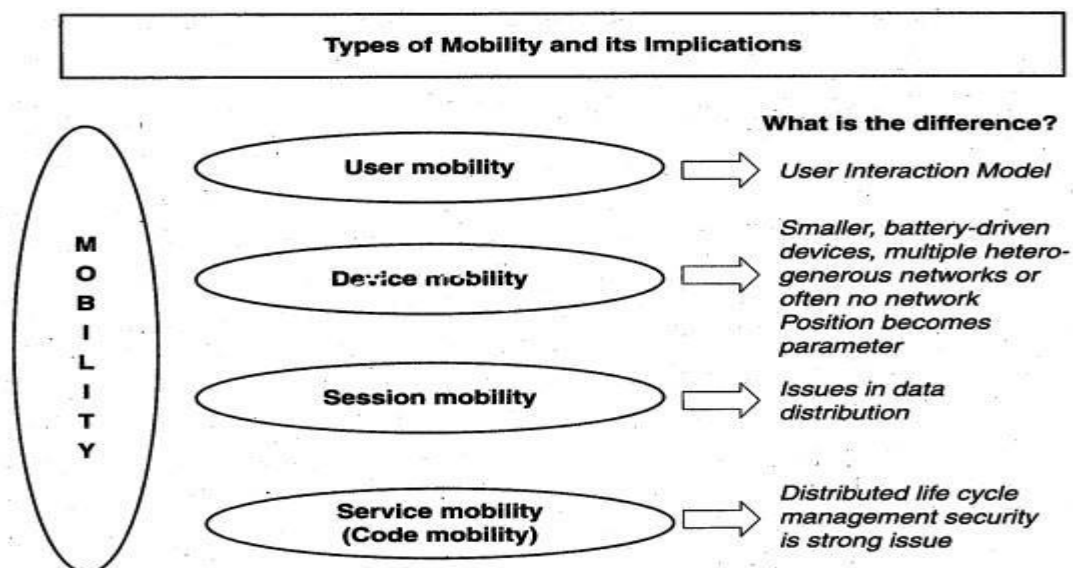 Types of Mobility and its Implications
What is the difference?
MOBILITY
User mobility
User Interaction Model
Device mobility
Smaller, battery-driven
devices, multiple hetero-
generous networks or
often no network
Position becomes
parameter
Session mobility
Issues in data
distribution
Service mobility
(Code mobility)
Distributed life cycle
management security
is strong issue